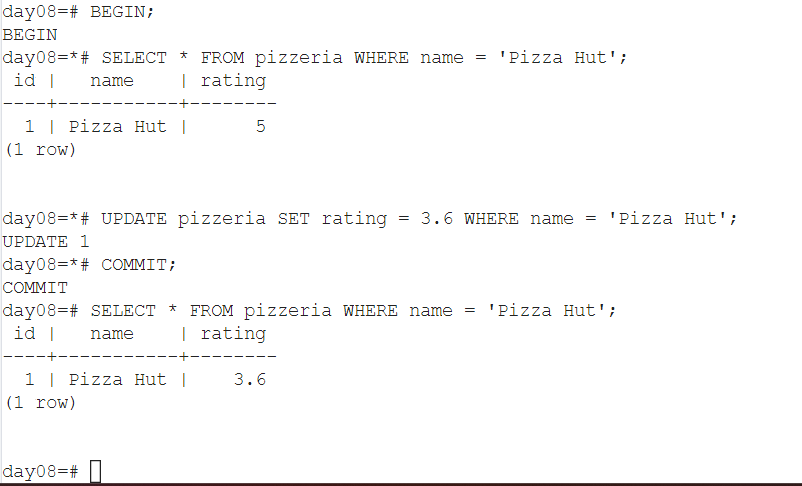 day08=# BEGIN;
BEGIN
day08=*# SELECT * FROM pizzeria WHERE name = 'Pizza Hut';
 id |   name    | rating
----+-----------+--------
  1 | Pizza Hut |      5
(1 row)
day08=*# UPDATE pizzeria SET rating = 3.6 WHERE name = 'Pizza Hut';
UPDATE 1
day08=*# COMMIT;
COMMIT
day08=# SELECT * FROM pizzeria WHERE name = 'Pizza Hut';
 id |   name    | rating
----+-----------+--------
  1 | Pizza Hut |    3.6
(1 row)
day08=#